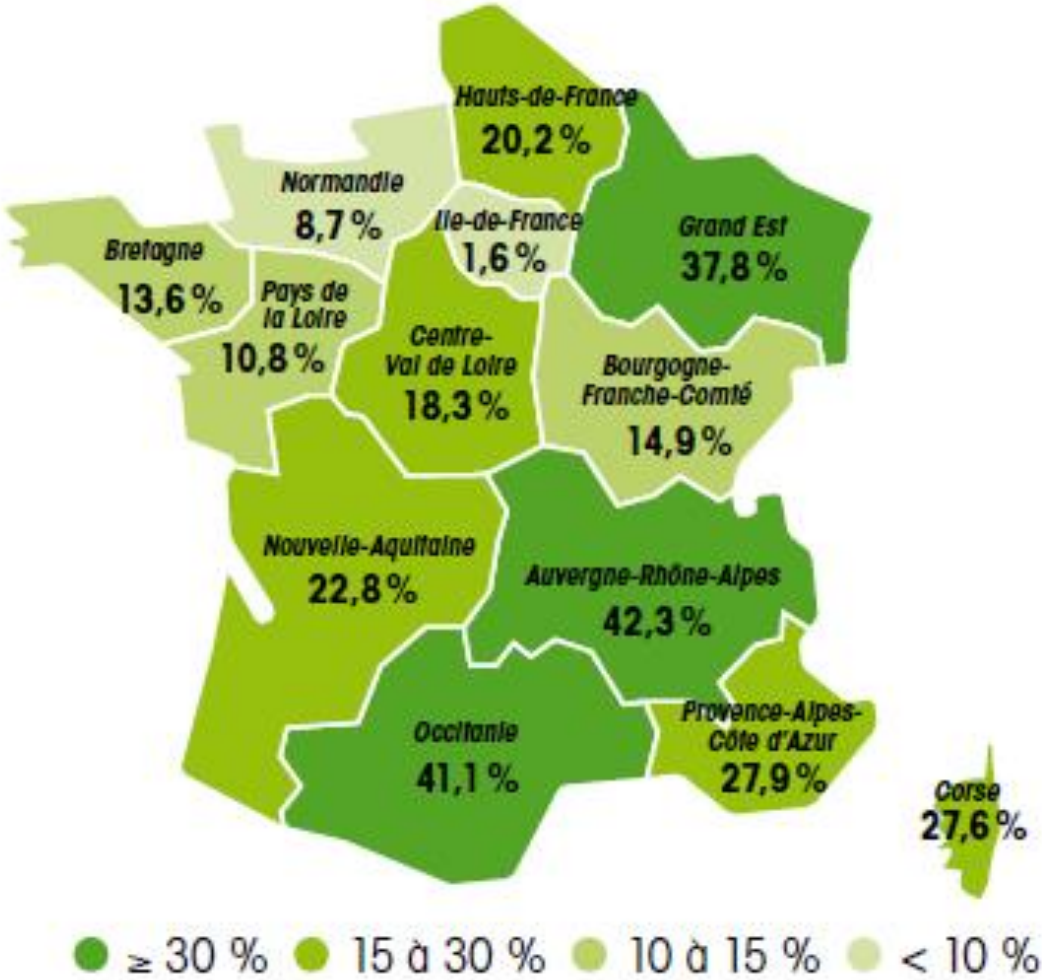 Hauts-de-France
20,2 %
Normandie
8,7 %
Ile-de-France
1,6 %
Grand Est
37,8 %
Bretagne
13,6 %
Pays de
la Loire
10,8 %
Centre-
Val de Loire
18,3 %
Bourgogne-
Franche-Comté
14,9 %
Nouvelle-Aquitaine
22,8 %
Auvergne-Rhône-Alpes
42,3 %
Occitanie
41,1 %
Provence-Alpes-
Côte d'Azur
27,9 %
Corse
27,6 %
≥ 30 % 15 à 30 % 10 à 15 % < 10 %